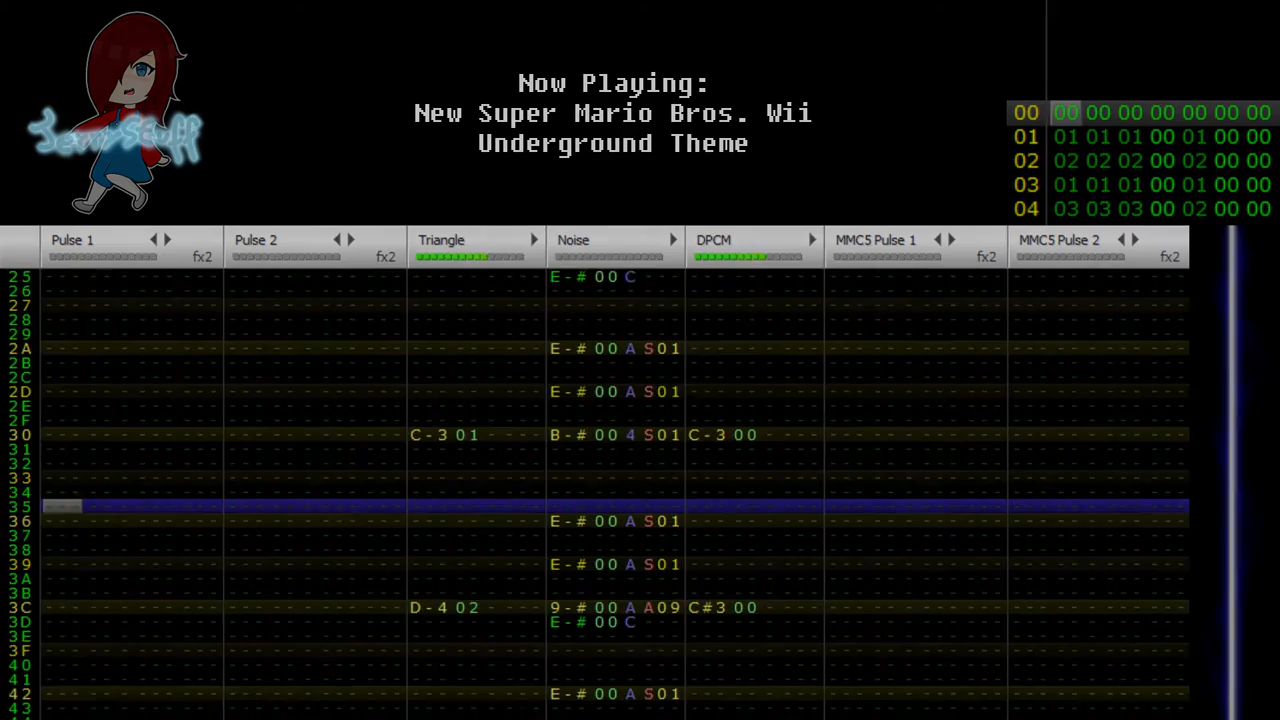 JerryStuff
Now Playing:
New Super Mario Bros. Wii
Underground Theme
00 00 00 00 00 00 00 00
01 01 01 01 00 01 00 00
02 02 02 02 00 02 00 00
03 01 01 01 00 01 00 00
04 03 03 03 00 02 00 00
Pulse 1 Pulse 2 Triangle Noise DPCM MMC5 Pulse 1 MMC5 Pulse 2
fx2 fx2 fx2 fx2
25 E-# 00 C
26
27
28
29
2A E-# 00 A S01
2B
2C
2D E-# 00 A S01
2E
2F
30 C-3 01 B-# 00 4 S01 C-3 00
31
32
33
34
35
36 E-# 00 A S01
37
38
39 E-# 00 A S01
3A
3B
3C D-4 02 9-# 00 A A09 C#3 00
3D E-# 00 C
3E
3F
40
41
42 E-# 00 A S01
43